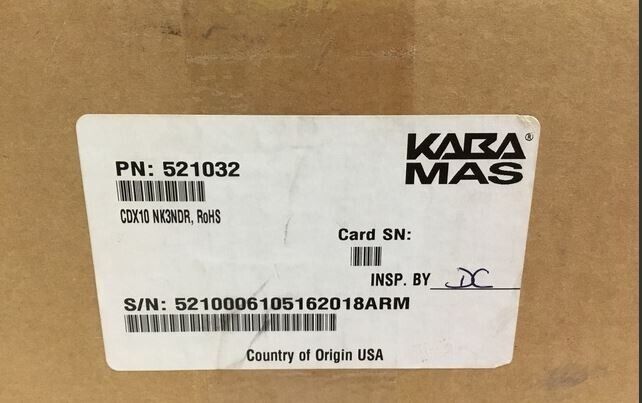 KABA®
MAS
PN: 521032
CDX10 NK3NDR, RoHS
Card SN:
INSP. BY DC
S/N: 5210006105162018ARM
Country of Origin USA